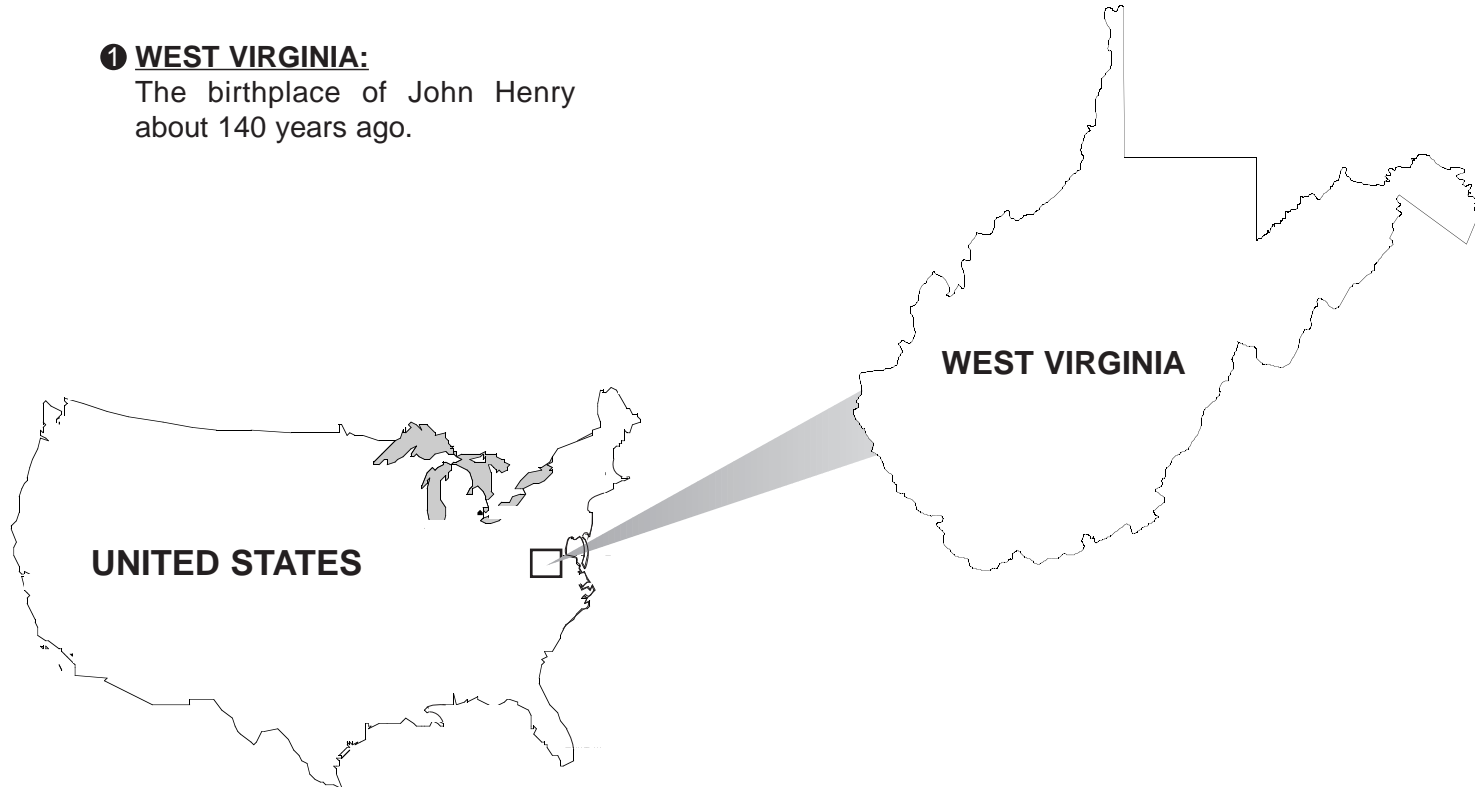 ❶ WEST VIRGINIA:
The birthplace of John Henry
about 140 years ago.
WEST VIRGINIA
UNITED STATES